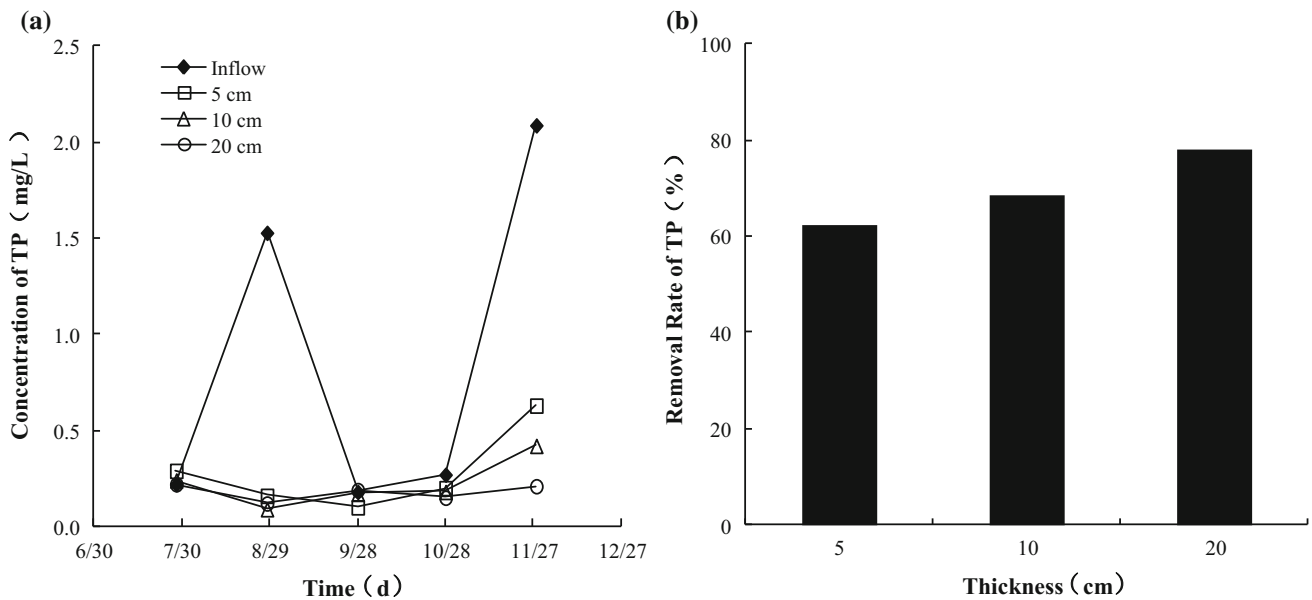 (a)
2.5
2.0
1.5
1.0
0.5
0.0
Concentration of TP（mg/L）
Inflow
5 cm
10 cm
20 cm
6/30 7/30 8/29 9/28 10/28 11/27 12/27
Time（d）
(b)
100
80
60
40
20
0
Removal Rate of TP（%）
5 10 20
Thickness（cm）